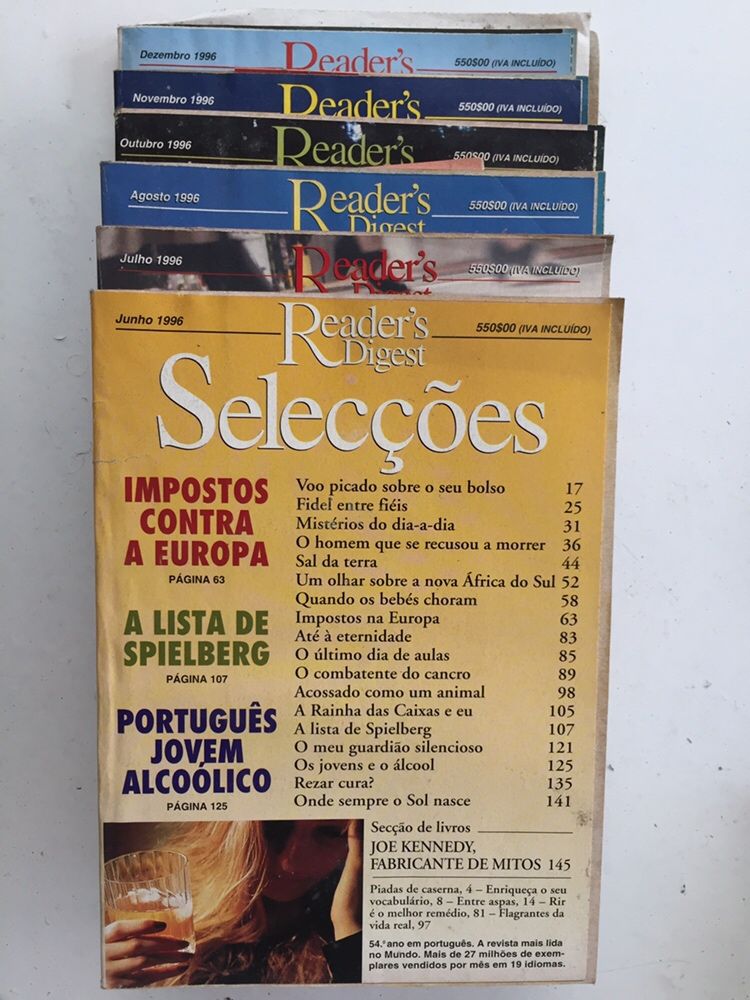 Dezembro 1996 Reader's 550$00 (IVA INCLUÍDO)
Novembro 1996 Reader's 550$00 (IVA INCLUÍDO)
Outubro 1996 Reader's 550$00 (IVA INCLUÍDO)
Agosto 1996 Reader's 550$00 (IVA INCLUÍDO)
Digest
Julho 1996 Reader's 550$00 (IVA INCLUÍDO)
Digest
Junho 1996 Reader's 550$00 (IVA INCLUÍDO)
Digest
Selecções
IMPOSTOS
CONTRA
A EUROPA
PÁGINA 63
A LISTA DE
SPIELBERG
PÁGINA 107
PORTUGUÊS
JOVEM
ALCOÓLICO
PÁGINA 125
Voo picado sobre o seu bolso 17
Fidel entre fiéis 25
Mistérios do dia-a-dia 31
O homem que se recusou a morrer 36
Sal da terra 44
Um olhar sobre a nova África do Sul 52
Quando os bebés choram 58
Impostos na Europa 63
Até à eternidade 83
O último dia de aulas 85
O combatente do cancro 89
Acossado como um animal 98
A Rainha das Caixas e eu 105
A lista de Spielberg 107
O meu guardião silencioso 121
Os jovens e o álcool 125
Rezar cura? 135
Onde sempre o Sol nasce 141
Secção de livros
JOE KENNEDY,
FABRICANTE DE MITOS 145
Piadas de caserna, 4 – Enriqueça o seu
vocabulário, 8 – Entre aspas, 14 – Rir
é o melhor remédio, 81 – Flagrantes da
vida real, 97
54.º ano em português. A revista mais lida
no Mundo. Mais de 27 milhões de exem-
plares vendidos por mês em 19 idiomas.